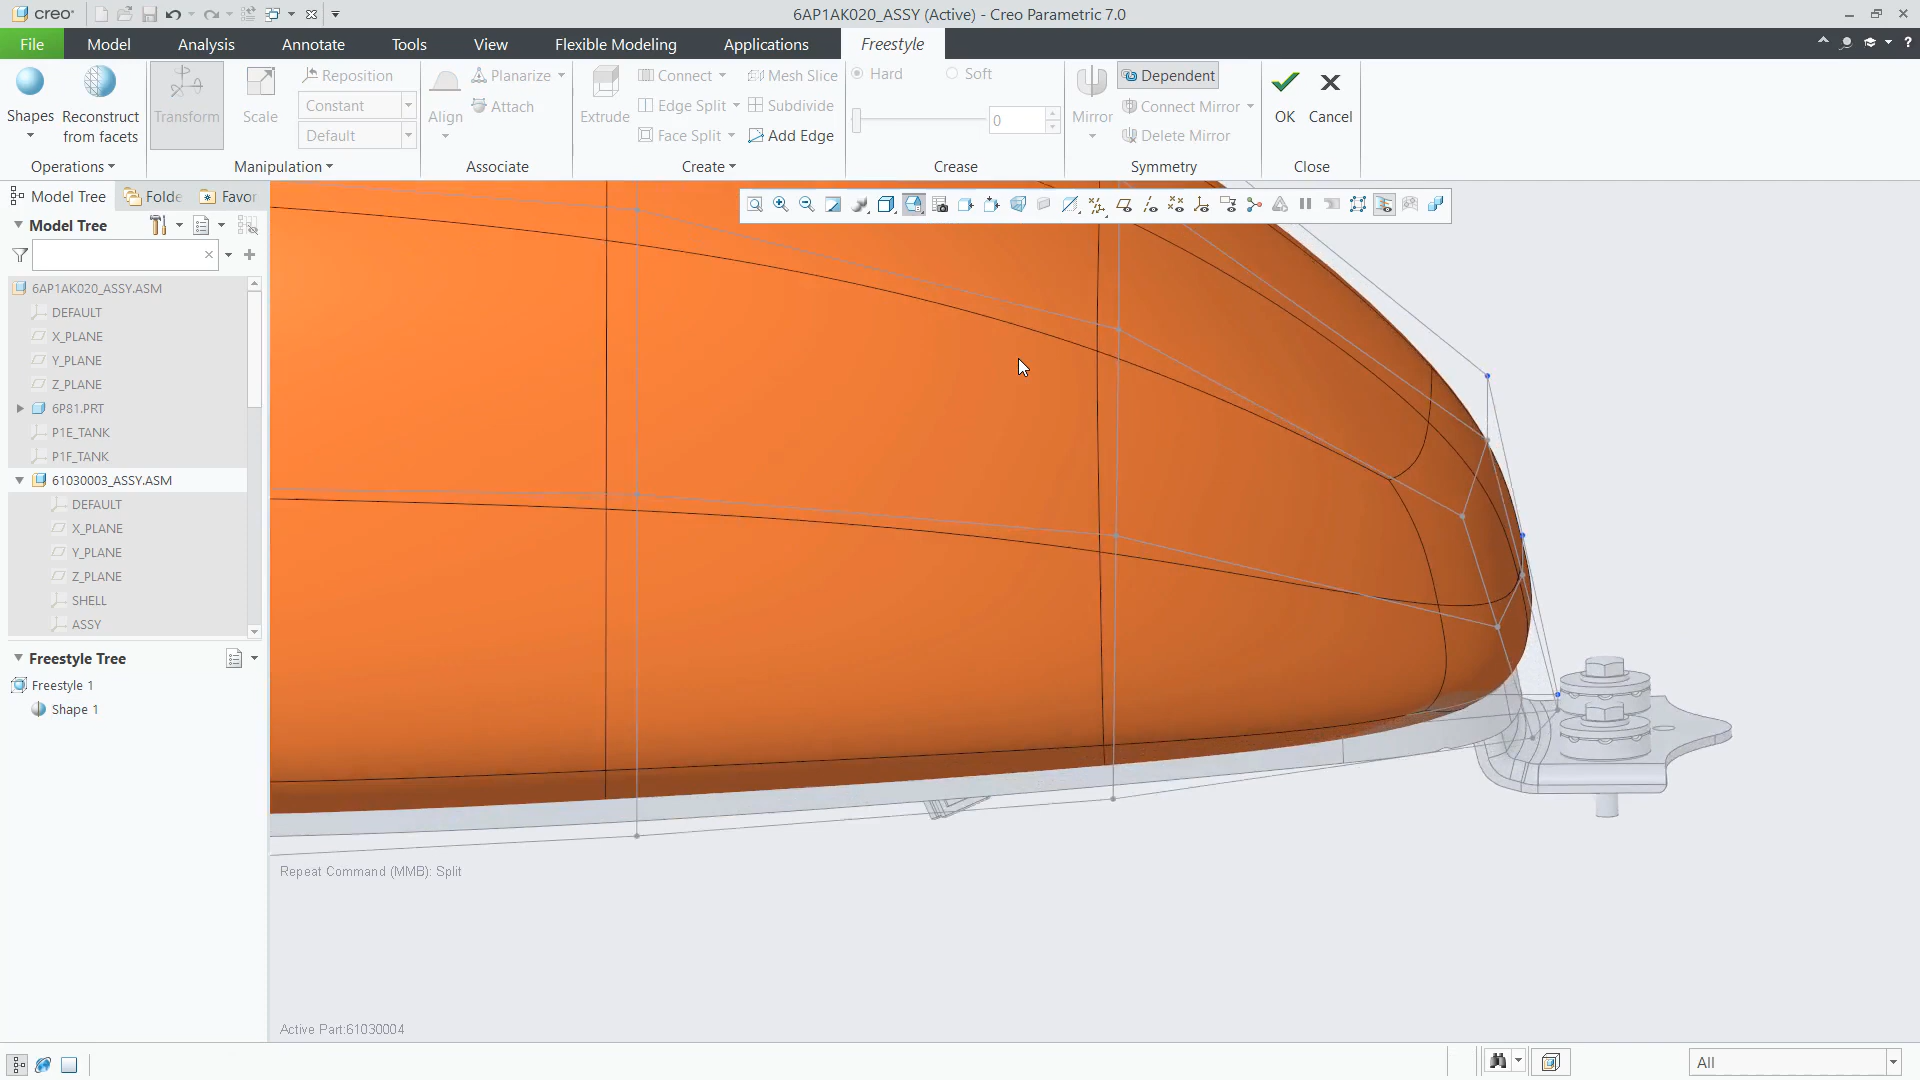 creo
6AP1AK020_ASSY (Active) - Creo Parametric 7.0
File Model Analysis Annotate Tools View Flexible Modeling Applications Freestyle
Shapes
Reconstruct
from facets
Operations
Transform
Scale
Reposition
Constant
Default
Manipulation
Align
Planarize
Attach
Associate
Extrude
Connect
Edge Split
Face Split
Mesh Slice
Subdivide
Add Edge
Create
Hard Soft
0
Crease
Mirror
Dependent
Connect Mirror
Delete Mirror
Symmetry
OK Cancel
Close
Model Tree Folde Favor
Model Tree
6AP1AK020_ASSY.ASM
DEFAULT
X_PLANE
Y_PLANE
Z_PLANE
6P81.PRT
P1E_TANK
P1F_TANK
61030003_ASSY.ASM
DEFAULT
X_PLANE
Y_PLANE
Z_PLANE
SHELL
ASSY
Freestyle Tree
Freestyle 1
Shape 1
Repeat Command (MMB): Split
Active Part:61030004
All